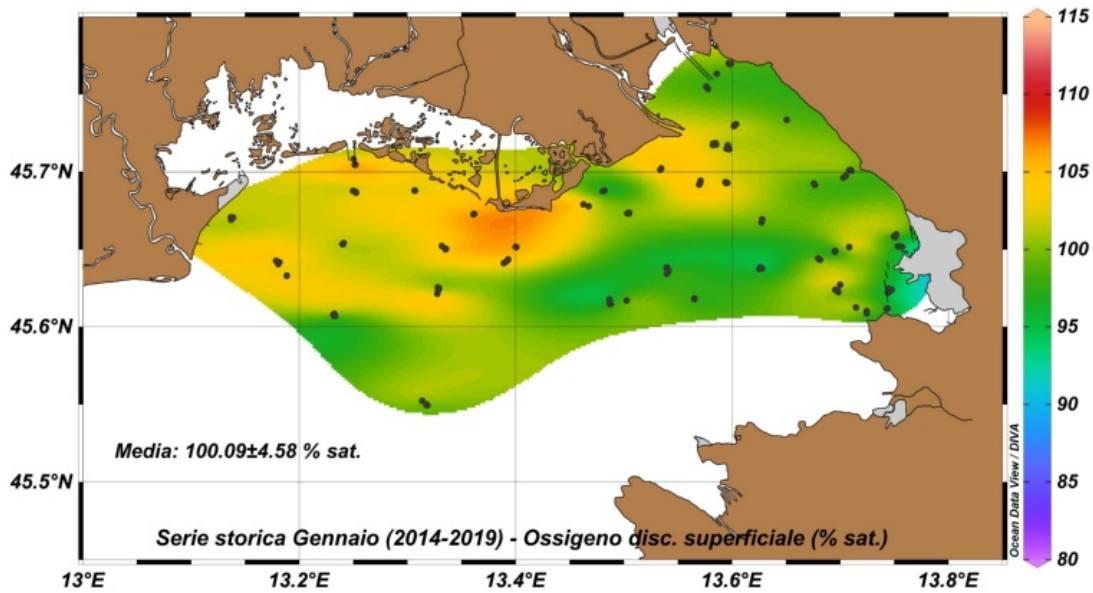 115
110
105
100
95
90
85
80
45.7°N
45.6°N
45.5°N
Media: 100.09±4.58 % sat.
Serie storica Gennaio (2014-2019) - Ossigeno disc. superficiale (% sat.)
Ocean Data View / DIVA
13°E
13.2°E
13.4°E
13.6°E
13.8°E